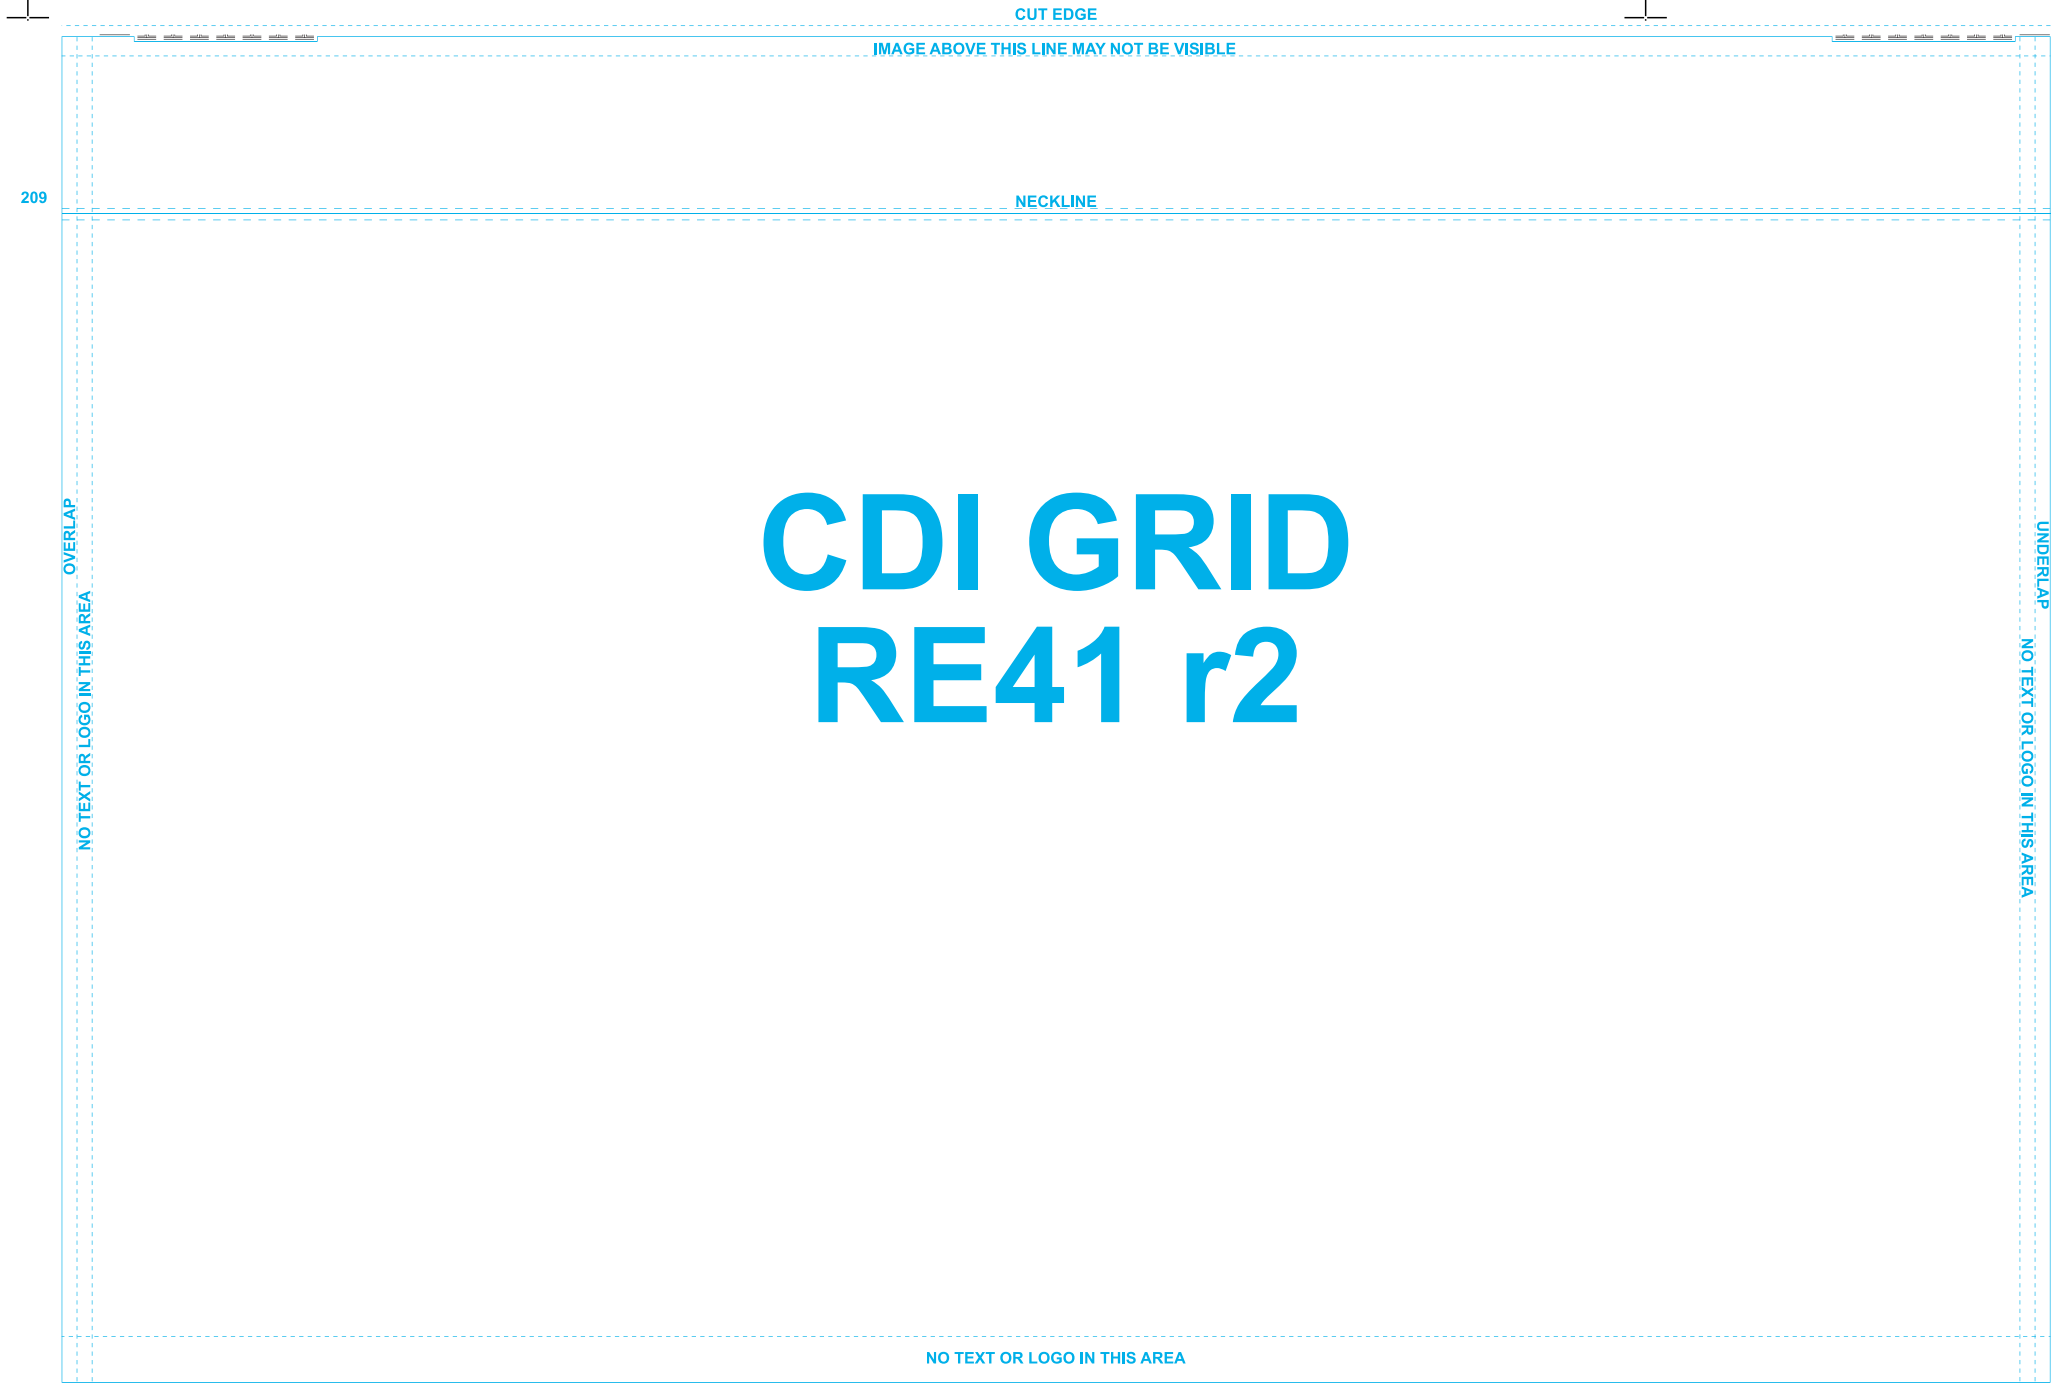 CUT EDGE
IMAGE ABOVE THIS LINE MAY NOT BE VISIBLE
209
NECKLINE
CDI GRID
RE41 r2
OVERLAP
NO TEXT OR LOGO IN THIS AREA
UNDERLAP
NO TEXT OR LOGO IN THIS AREA
NO TEXT OR LOGO IN THIS AREA